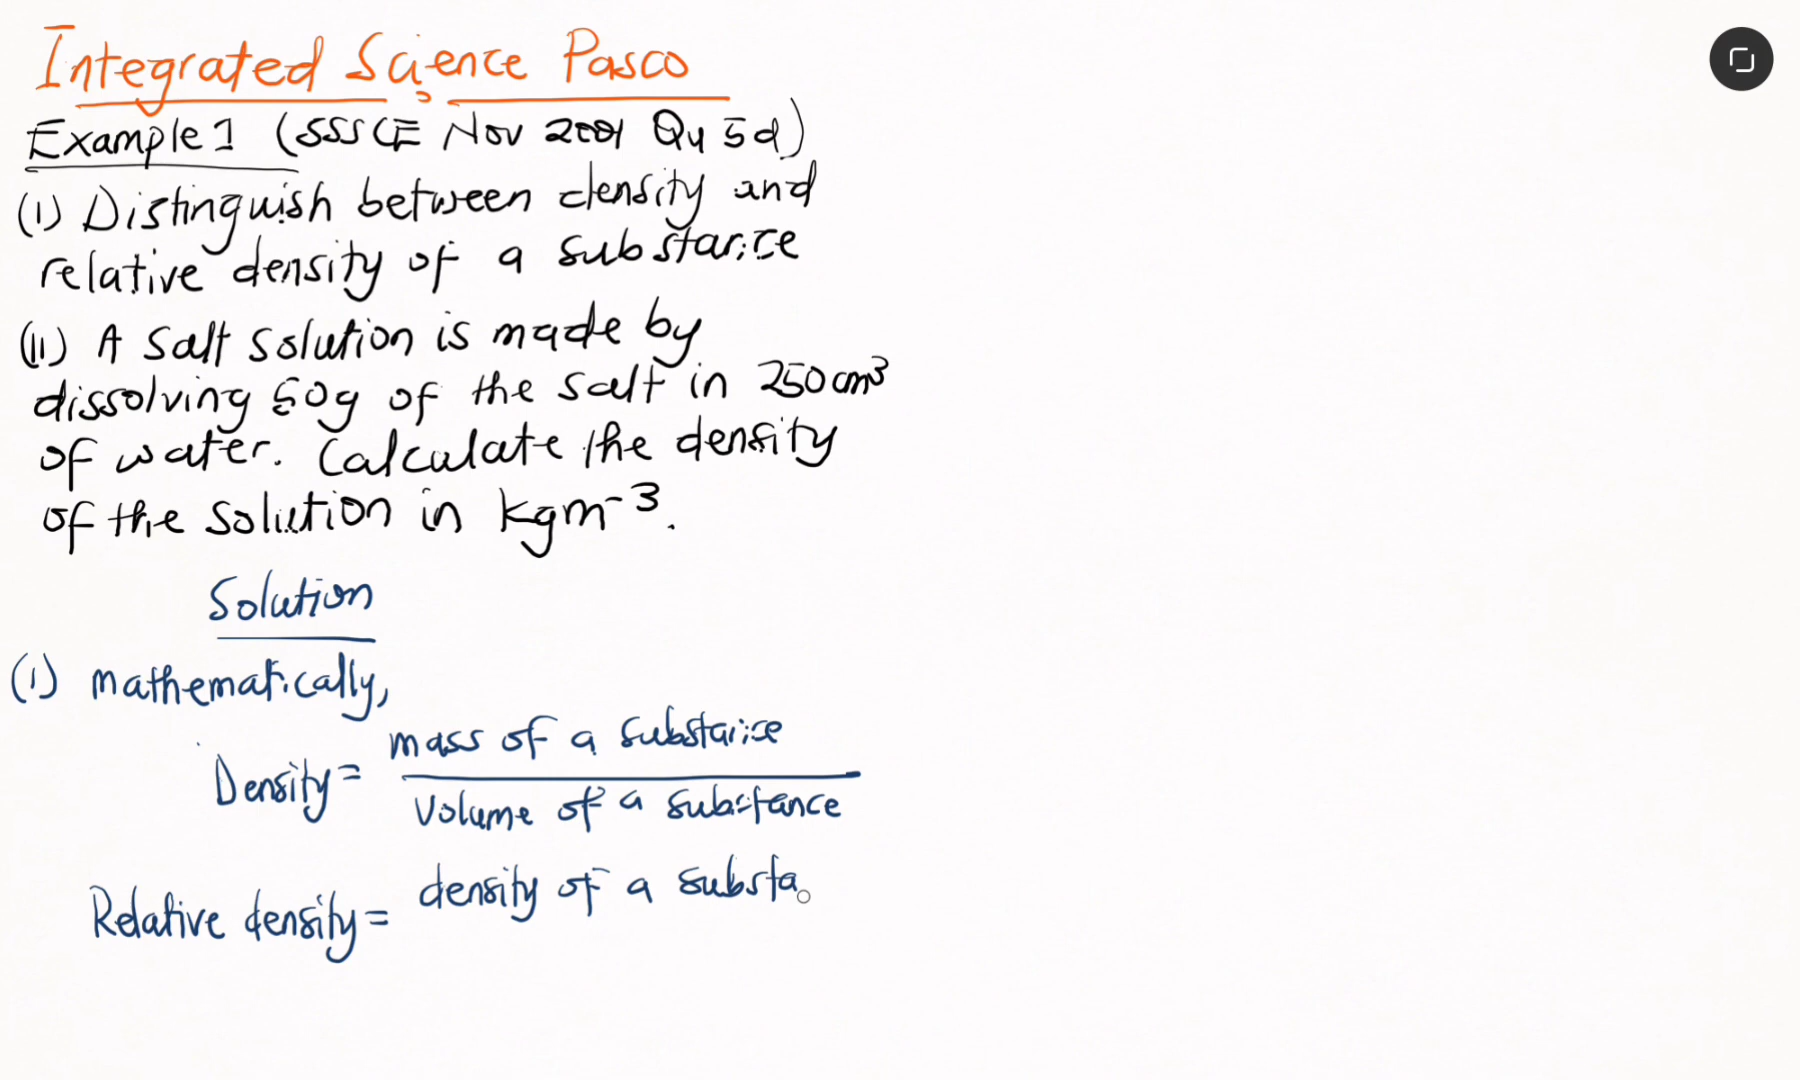 Integrated Science Pasco
Example 1 (SSSCE Nov 2001 Qu 5d)
(i) Distinguish between density and
relative density of a substance
(ii) A salt solution is made by
dissolving 50g of the salt in 250cm³
of water. Calculate the density
of the solution in kgm⁻³.
Solution
(i) mathematically,
Density = mass of a substance
Volume of a substance
Relative density = density of a substa